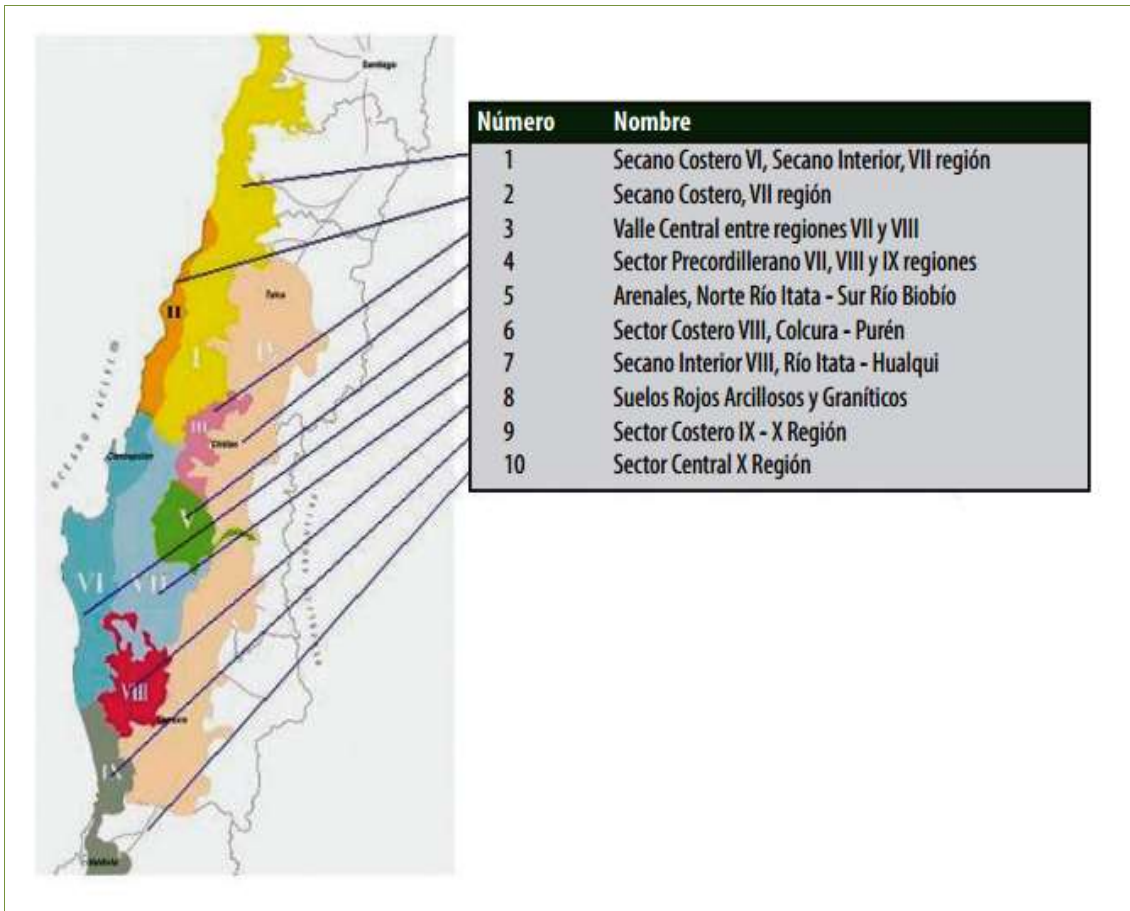 Santiago
Número Nombre
1 Secano Costero VI, Secano Interior, VII región
2 Secano Costero, VII región
3 Valle Central entre regiones VII y VIII
4 Sector Precordillerano VII, VIII y IX regiones
5 Arenales, Norte Río Itata - Sur Río Biobío
6 Sector Costero VIII, Colcura - Purén
7 Secano Interior VIII, Río Itata - Hualqui
8 Suelos Rojos Arcillosos y Graníticos
9 Sector Costero IX - X Región
10 Sector Central X Región
Talca
II
I
IV
OCEANO PACIFICO
III
Chillan
Concepción
V
VI
VII
VIII
IX
Valdivia